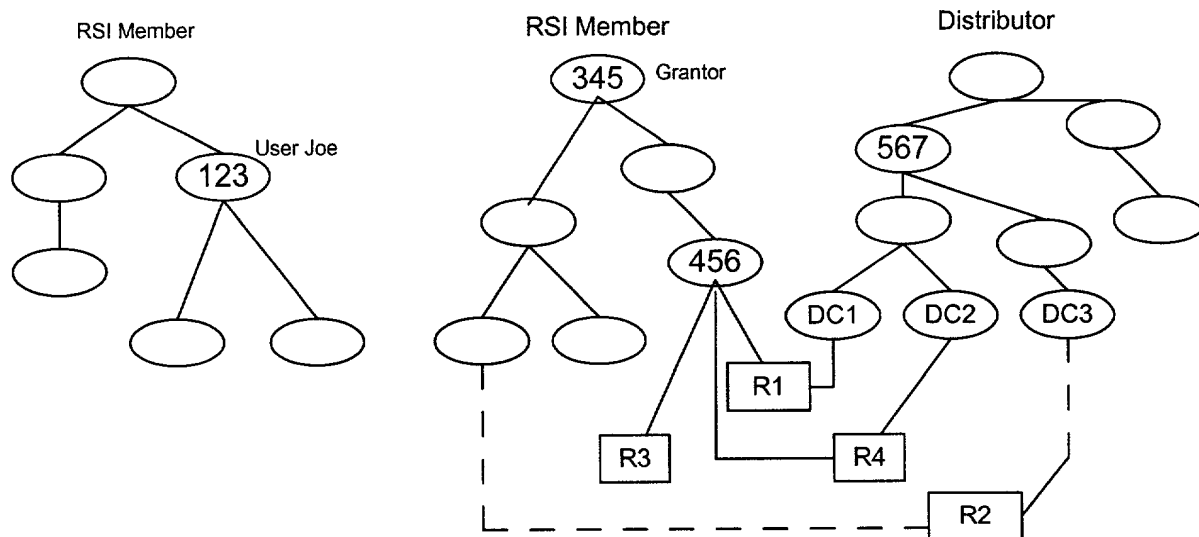 RSI Member
RSI Member
Distributor
345
Grantor
User Joe
123
567
456
DC1
DC2
DC3
R1
R3
R4
R2